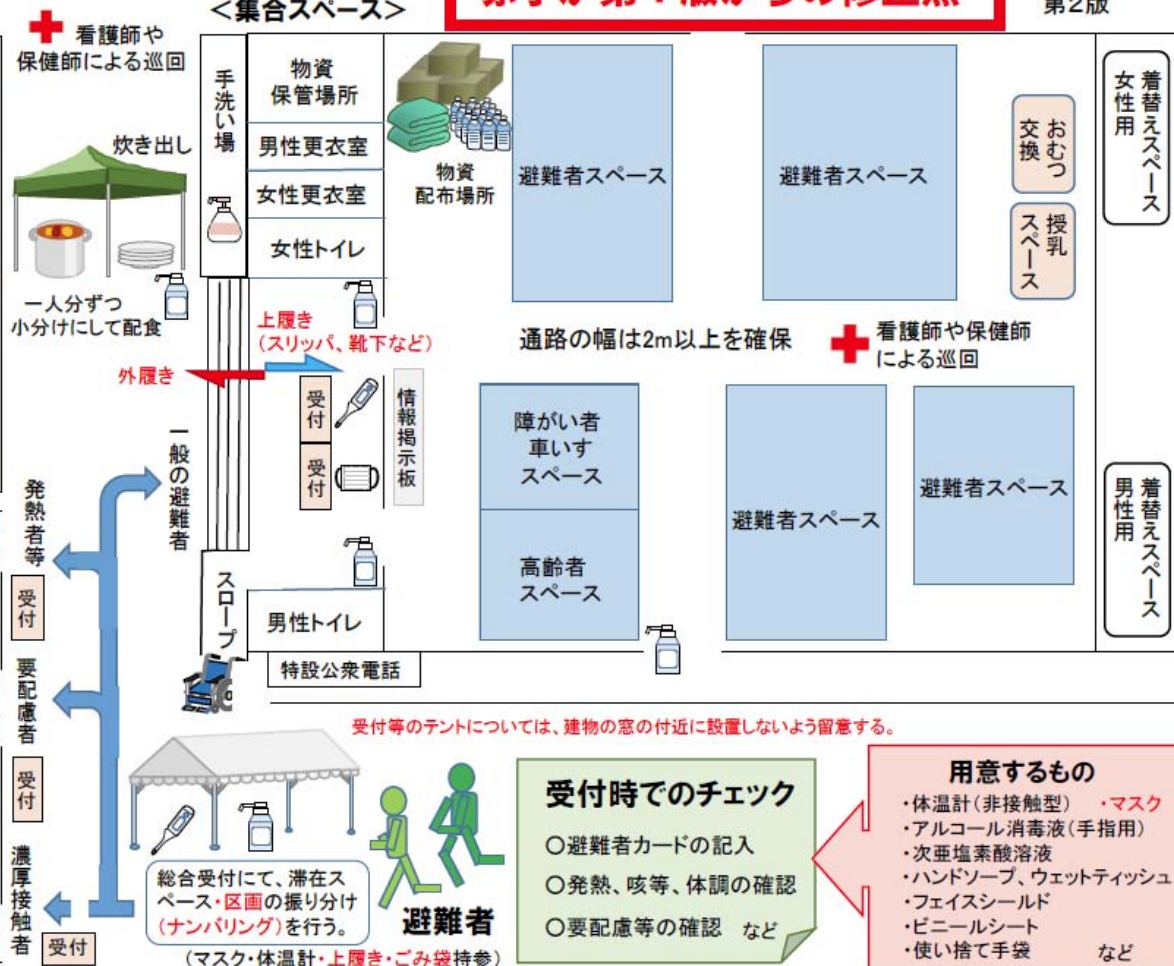 <集合スペース>
第2版
看護師や
保健師による巡回
炊き出し
一人分ずつ
小分けにして配食
手洗い場
物資
保管場所
男性更衣室
女性更衣室
女性トイレ
物資
配布場所
避難者スペース
避難者スペース
おむつ
交換
授乳
スペース
着替えスペース
女性用
上履き
(スリッパ、靴下など)
外履き
通路の幅は2m以上を確保
看護師や保健師
による巡回
受付
受付
情報掲示板
障がい者
車いす
スペース
高齢者
スペース
避難者スペース
避難者スペース
着替えスペース
男性用
一般の避難者
発熱者等
受付
要配慮者
受付
濃厚接触者
受付
スロープ
男性トイレ
特設公衆電話
受付等のテントについては、建物の窓の付近に設置しないよう留意する。
総合受付にて、滞在ス
ペース・区画の振り分け
(ナンバリング)を行う。
避難者
(マスク・体温計・上履き・ごみ袋持参)
受付時でのチェック
○避難者カードの記入
○発熱、咳等、体調の確認
○要配慮等の確認 など
用意するもの
・体温計(非接触型) ・マスク
・アルコール消毒液(手指用)
・次亜塩素酸溶液
・ハンドソープ、ウェットティッシュ
・フェイスシールド
・ビニールシート
・使い捨て手袋 など